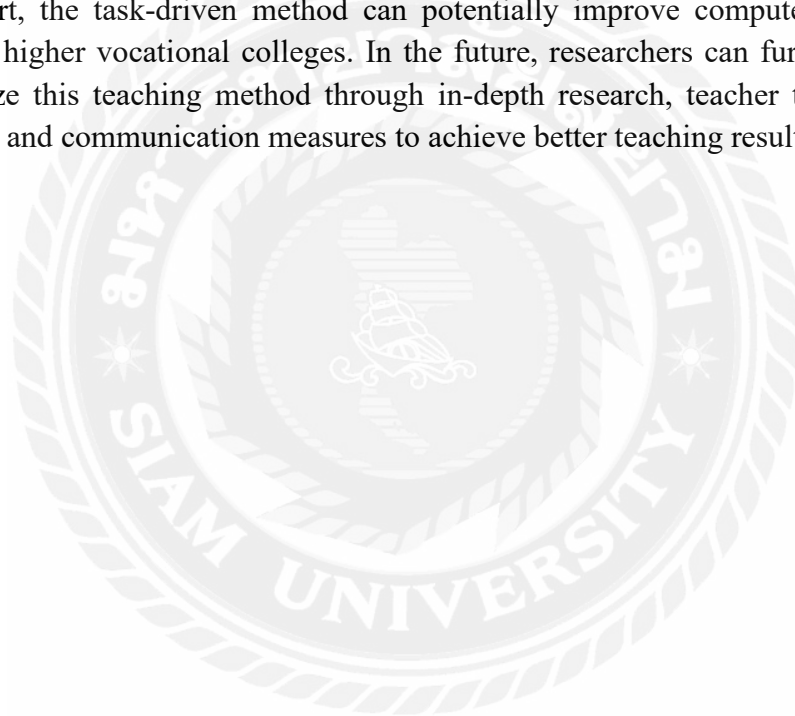 the task-driven method can potentially improve
higher vocational colleges. In the future, researchers can
this teaching method through in-depth research, teacher
and communication measures to achieve better teaching
SIAM UNIVERSITY